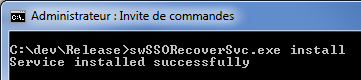 Administrateur : Invite de commandes
C:\dev\Release>swSSORecoverSvc.exe install
Service installed successfully